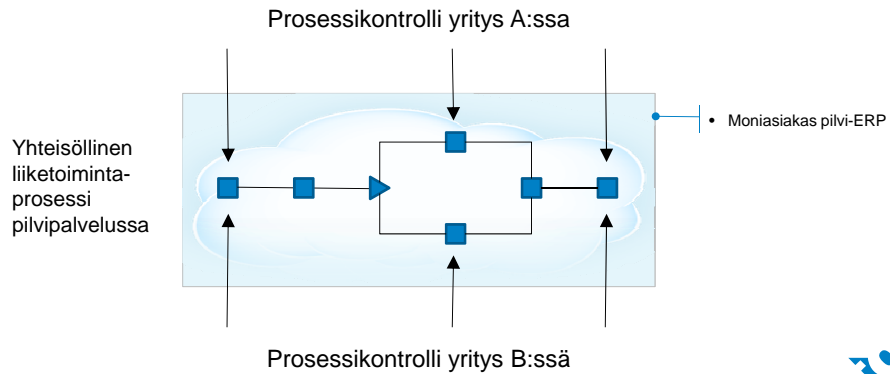 Prosessikontrolli yritys A:ssa
• Moniasiakas pilvi-ERP
Yhteisöllinen
liiketoiminta-
prosessi
pilvipalvelussa
Prosessikontrolli yritys B:ssä